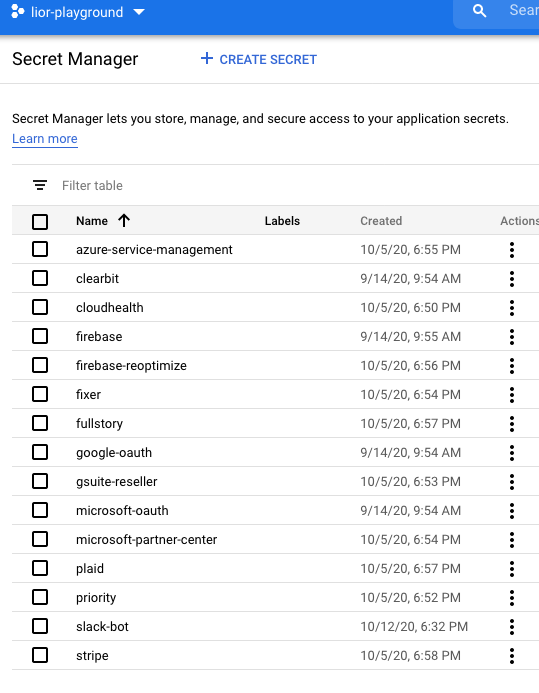 lior-playground Sear
Secret Manager CREATE SECRET
Secret Manager lets you store, manage, and secure access to your application secrets.
Learn more
Filter table
Name Labels Created Actions
azure-service-management 10/5/20, 6:55 PM
clearbit 9/14/20, 9:54 AM
cloudhealth 10/5/20, 6:50 PM
firebase 9/14/20, 9:55 AM
firebase-reoptimize 10/5/20, 6:56 PM
fixer 10/5/20, 6:54 PM
fullstory 10/5/20, 6:57 PM
google-oauth 9/14/20, 9:54 AM
gsuite-reseller 10/5/20, 6:53 PM
microsoft-oauth 9/14/20, 9:54 AM
microsoft-partner-center 10/5/20, 6:54 PM
plaid 10/5/20, 6:57 PM
priority 10/5/20, 6:52 PM
slack-bot 10/12/20, 6:32 PM
stripe 10/5/20, 6:58 PM